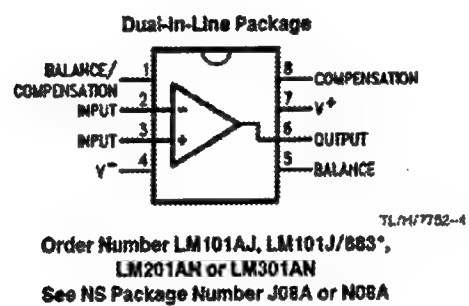 Dual-In-Line Package
BALANCE/
COMPENSATION
1
8
COMPENSATION
INPUT
2
7
V+
INPUT
3
6
OUTPUT
V−
4
5
BALANCE
−
+
TL/H/7752–4
Order Number LM101AJ, LM101J/883*,
LM201AN or LM301AN
See NS Package Number J08A or N08A